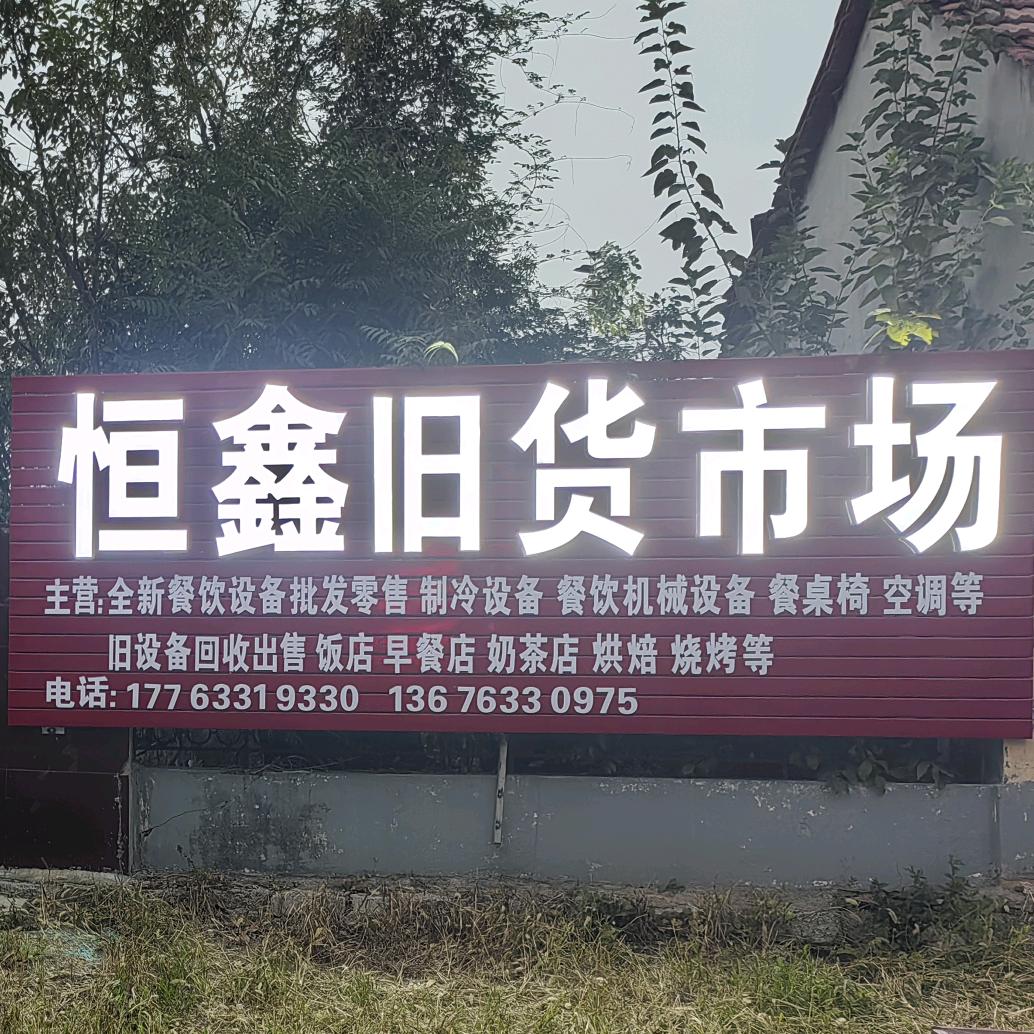 恒鑫旧货市场
主营:全新餐饮设备批发零售 制冷设备 餐饮机械设备 餐桌椅 空调等
旧设备回收出售 饭店 早餐店 奶茶店 烘焙 烧烤等
电话: 177 6331 9330 136 7633 0975